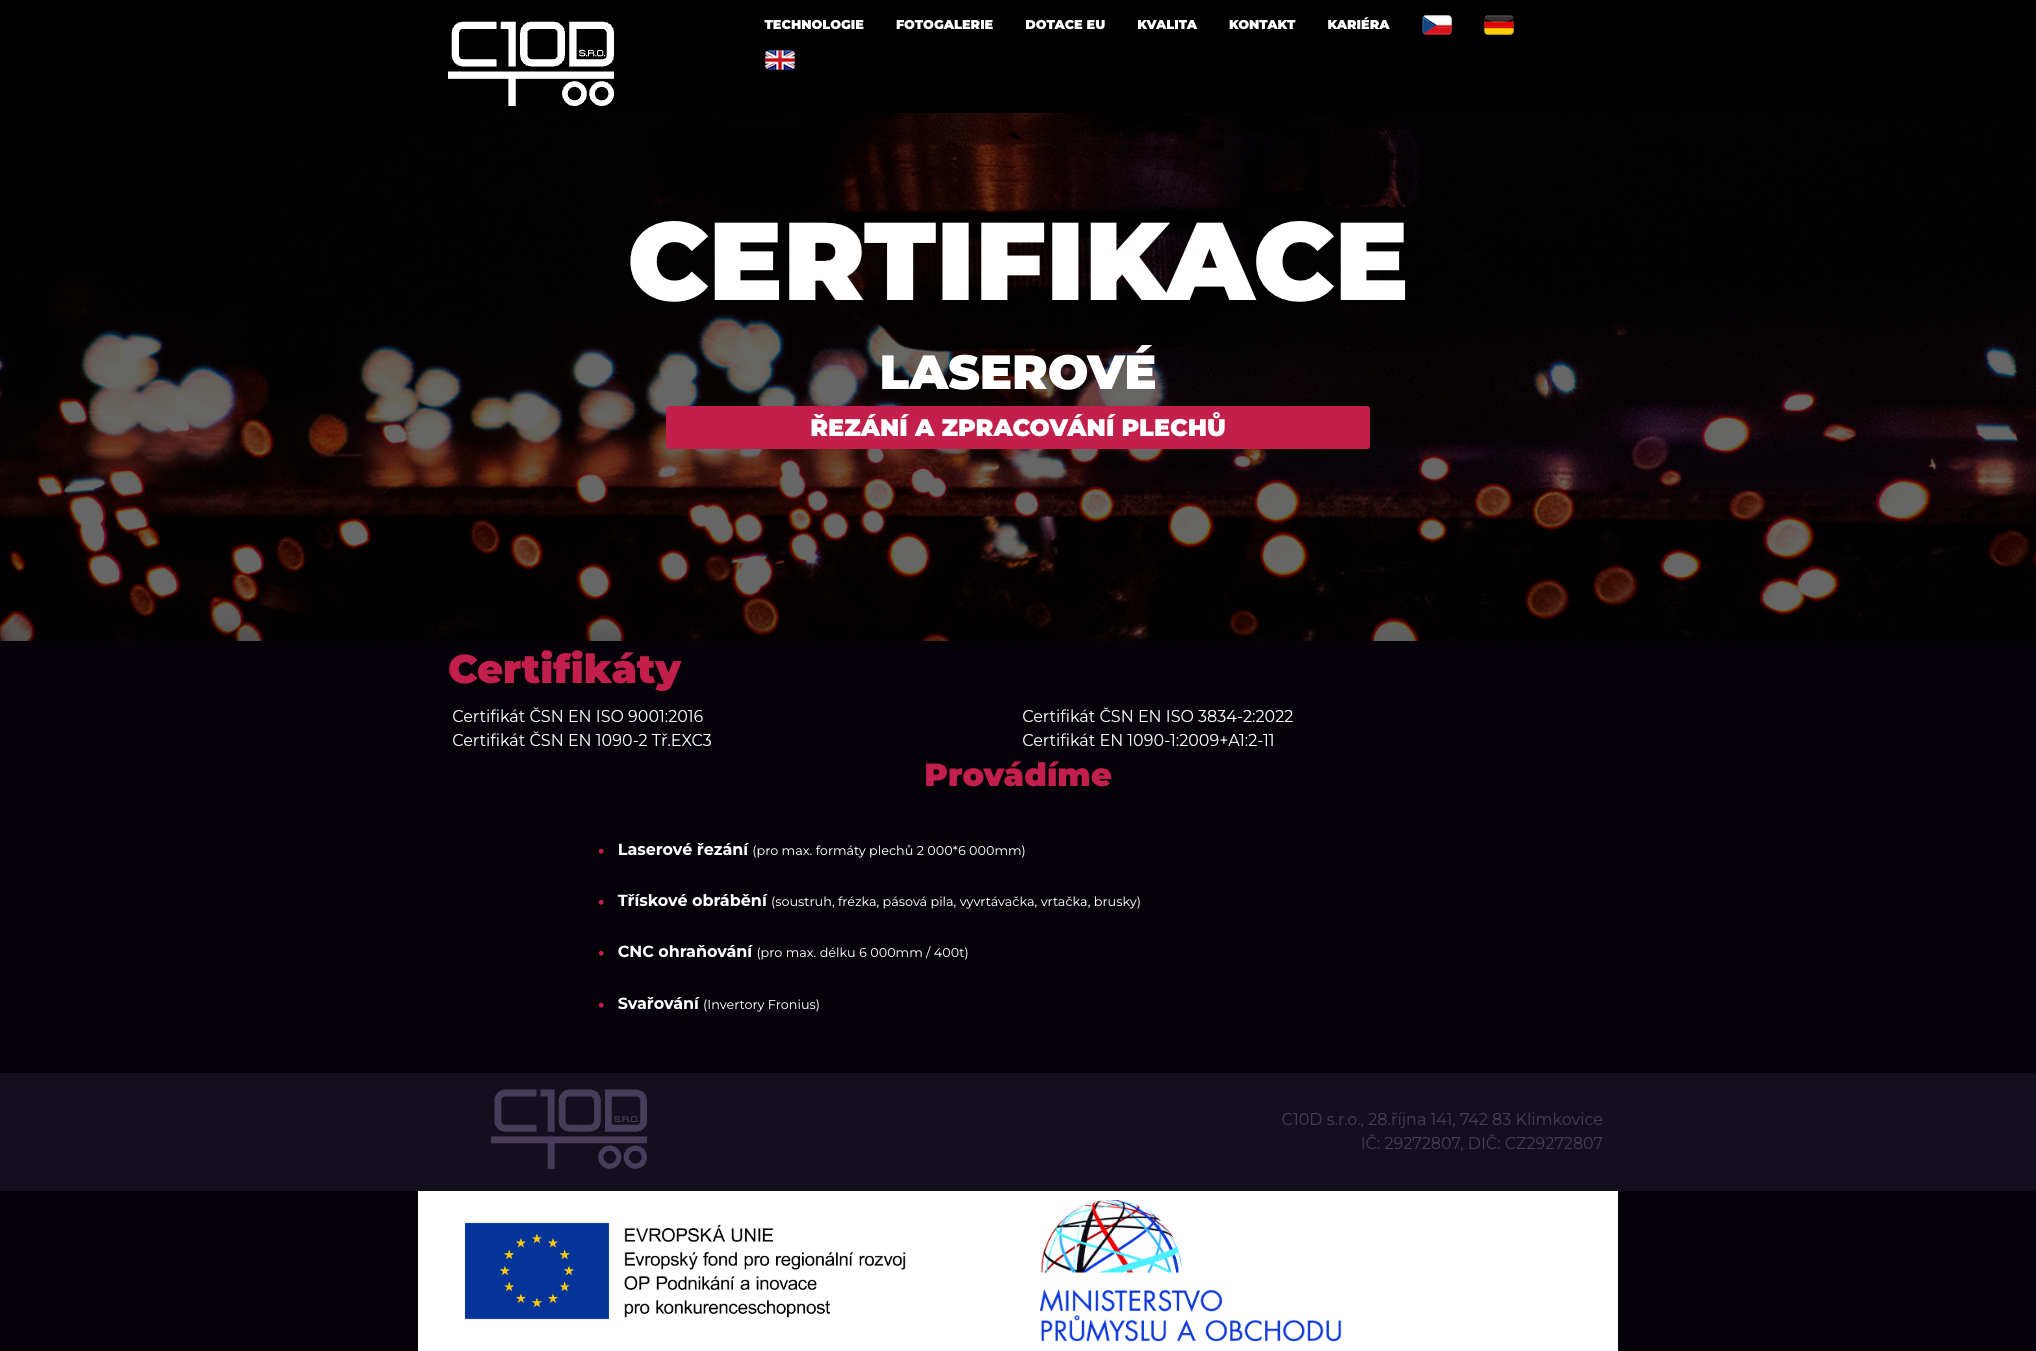 C10D S.R.O.
TECHNOLOGIE FOTOGALERIE DOTACE EU KVALITA KONTAKT KARIÉRA
CERTIFIKACE
LASEROVÉ
ŘEZÁNÍ A ZPRACOVÁNÍ PLECHŮ
Certifikáty
Certifikát ČSN EN ISO 9001:2016
Certifikát ČSN EN 1090-2 Tř.EXC3
Certifikát ČSN EN ISO 3834-2:2022
Certifikát EN 1090-1:2009+A1:2-11
Provádíme
• Laserové řezání (pro max. formáty plechů 2 000*6 000mm)
• Třískové obrábění (soustruh, frézka, pásová pila, vyvrtávačka, vrtačka, brusky)
• CNC ohraňování (pro max. délku 6 000mm / 400t)
• Svařování (Invertory Fronius)
C10D S.R.O.
C10D s.r.o., 28.října 141, 742 83 Klimkovice
IČ: 29272807, DIČ: CZ29272807
EVROPSKÁ UNIE
Evropský fond pro regionální rozvoj
OP Podnikání a inovace
pro konkurenceschopnost
MINISTERSTVO
PRŮMYSLU A OBCHODU